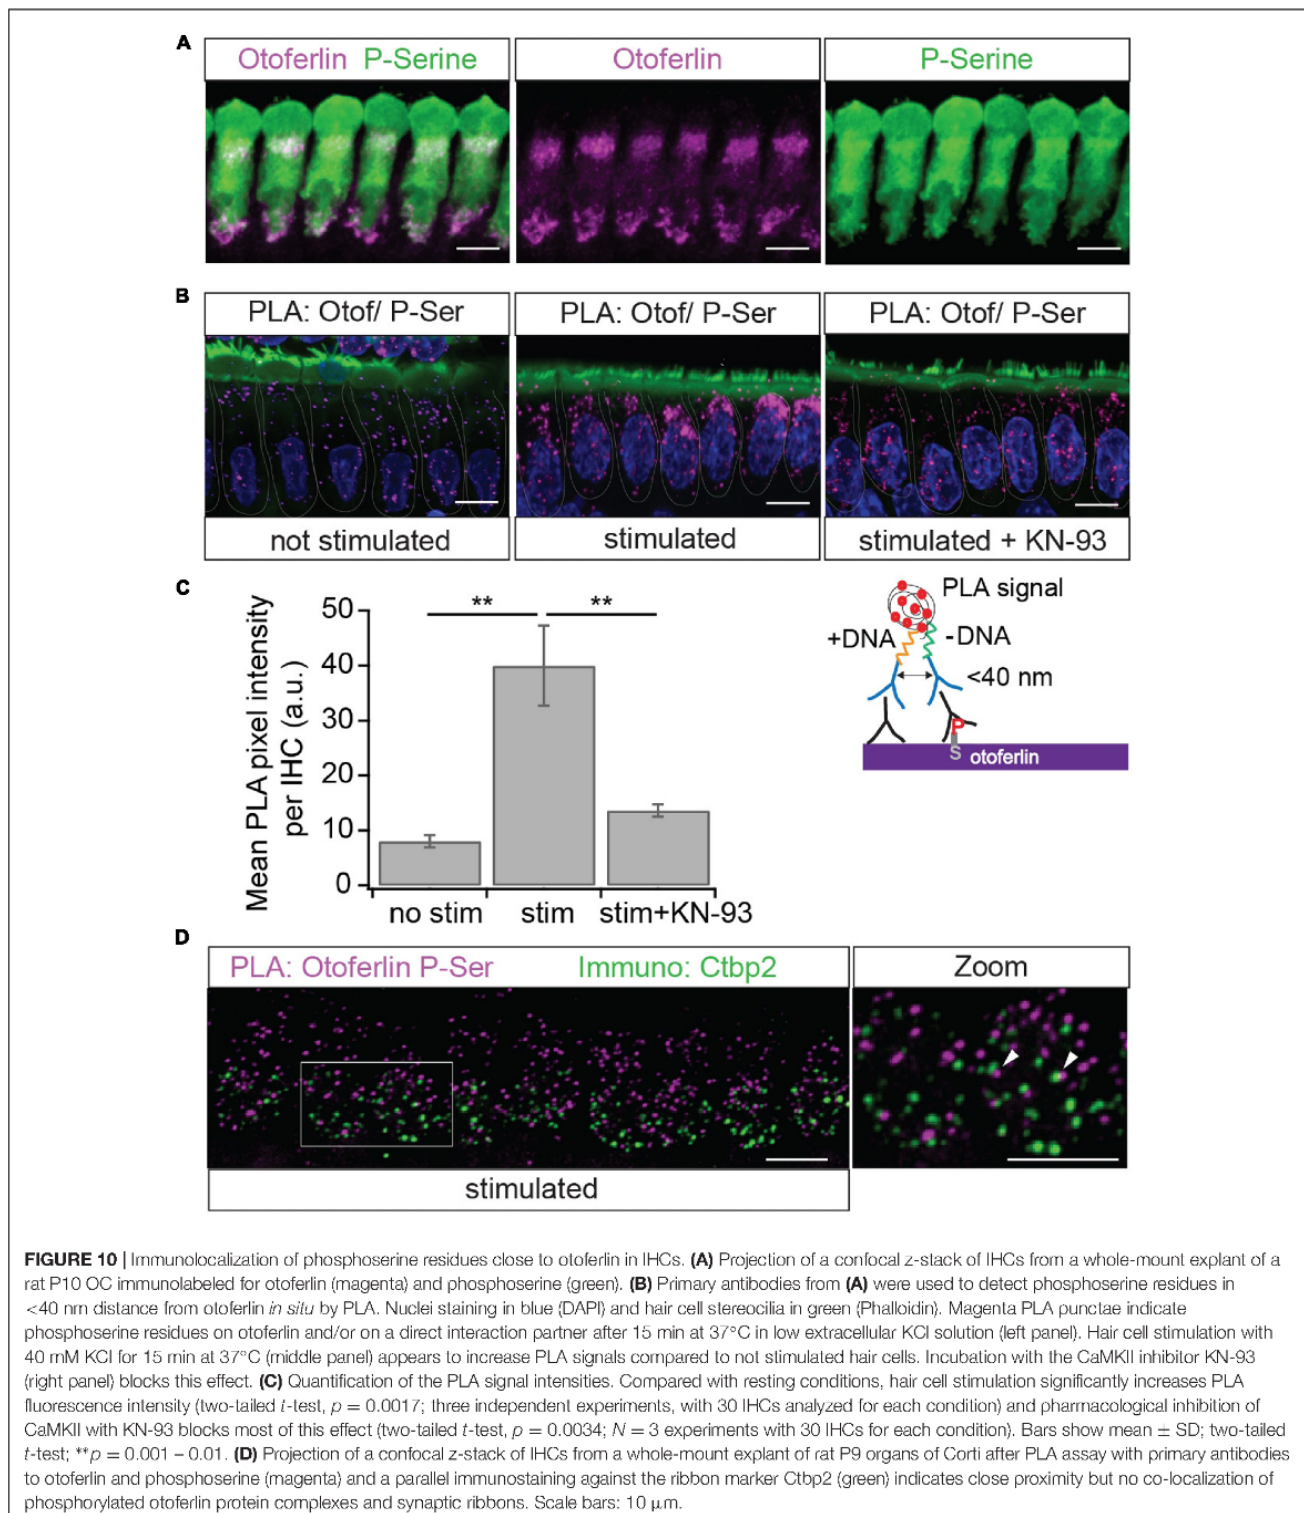 A
Otoferlin P-Serine
Otoferlin
P-Serine
B
PLA: Otof/ P-Ser
PLA: Otof/ P-Ser
PLA: Otof/ P-Ser
not stimulated
stimulated
stimulated + KN-93
C
Mean PLA pixel intensity
per IHC (a.u.)
50
40
30
20
10
0
**
**
no stim
stim
stim+KN-93
PLA signal
+DNA
-DNA
<40 nm
P
S
otoferlin
D
PLA: Otoferlin P-Ser
Immuno: Ctbp2
Zoom
stimulated
FIGURE 10 | Immunolocalization of phosphoserine residues close to otoferlin in IHCs. (A) Projection of a confocal z-stack of IHCs from a whole-mount explant of a
rat P10 OC immunolabeled for otoferlin (magenta) and phosphoserine (green). (B) Primary antibodies from (A) were used to detect phosphoserine residues in
<40 nm distance from otoferlin in situ by PLA. Nuclei staining in blue (DAPI) and hair cell stereocilia in green (Phalloidin). Magenta PLA punctae indicate
phosphoserine residues on otoferlin and/or on a direct interaction partner after 15 min at 37°C in low extracellular KCl solution (left panel). Hair cell stimulation with
40 mM KCl for 15 min at 37°C (middle panel) appears to increase PLA signals compared to not stimulated hair cells. Incubation with the CaMKII inhibitor KN-93
(right panel) blocks this effect. (C) Quantification of the PLA signal intensities. Compared with resting conditions, hair cell stimulation significantly increases PLA
fluorescence intensity (two-tailed t-test, p = 0.0017; three independent experiments, with 30 IHCs analyzed for each condition) and pharmacological inhibition of
CaMKII with KN-93 blocks most of this effect (two-tailed t-test, p = 0.0034; N = 3 experiments with 30 IHCs for each condition). Bars show mean ± SD; two-tailed
t-test; **p = 0.001 – 0.01. (D) Projection of a confocal z-stack of IHCs from a whole-mount explant of rat P9 organs of Corti after PLA assay with primary antibodies
to otoferlin and phosphoserine (magenta) and a parallel immunostaining against the ribbon marker Ctbp2 (green) indicates close proximity but no co-localization of
phosphorylated otoferlin protein complexes and synaptic ribbons. Scale bars: 10 μm.